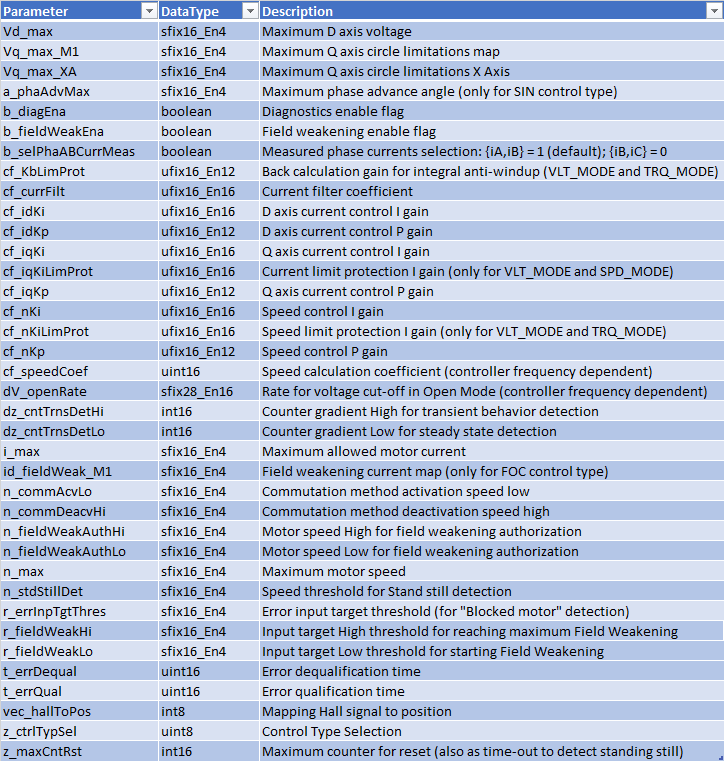 Parameter DataType Description
Vd_max sfix16_En4 Maximum D axis voltage
Vq_max_M1 sfix16_En4 Maximum Q axis circle limitations map
Vq_max_XA sfix16_En4 Maximum Q axis circle limitations X Axis
a_phaAdvMax sfix16_En4 Maximum phase advance angle (only for SIN control type)
b_diagEna boolean Diagnostics enable flag
b_fieldWeakEna boolean Field weakening enable flag
b_selPhaABCurrMeas boolean Measured phase currents selection: {iA,iB} = 1 (default); {iB,iC} = 0
cf_KbLimProt ufix16_En12 Back calculation gain for integral anti-windup (VLT_MODE and TRQ_MODE)
cf_currFilt ufix16_En16 Current filter coefficient
cf_idKi ufix16_En16 D axis current control I gain
cf_idKp ufix16_En12 D axis current control P gain
cf_iqKi ufix16_En16 Q axis current control I gain
cf_iqKiLimProt ufix16_En16 Current limit protection I gain (only for VLT_MODE and SPD_MODE)
cf_iqKp ufix16_En12 Q axis current control P gain
cf_nKi ufix16_En16 Speed control I gain
cf_nKiLimProt ufix16_En16 Speed limit protection I gain (only for VLT_MODE and TRQ_MODE)
cf_nKp ufix16_En12 Speed control P gain
cf_speedCoef uint16 Speed calculation coefficient (controller frequency dependent)
dV_openRate sfix28_En16 Rate for voltage cut-off in Open Mode (controller frequency dependent)
dz_cntTrnsDetHi int16 Counter gradient High for transient behavior detection
dz_cntTrnsDetLo int16 Counter gradient Low for steady state detection
i_max sfix16_En4 Maximum allowed motor current
id_fieldWeak_M1 sfix16_En4 Field weakening current map (only for FOC control type)
n_commAcvLo sfix16_En4 Commutation method activation speed low
n_commDeacvHi sfix16_En4 Commutation method deactivation speed high
n_fieldWeakAuthHi sfix16_En4 Motor speed High for field weakening authorization
n_fieldWeakAuthLo sfix16_En4 Motor speed Low for field weakening authorization
n_max sfix16_En4 Maximum motor speed
n_stdStillDet sfix16_En4 Speed threshold for Stand still detection
r_errInpTgtThres sfix16_En4 Error input target threshold (for "Blocked motor" detection)
r_fieldWeakHi sfix16_En4 Input target High threshold for reaching maximum Field Weakening
r_fieldWeakLo sfix16_En4 Input target Low threshold for starting Field Weakening
t_errDequal uint16 Error dequalification time
t_errQual uint16 Error qualification time
vec_hallToPos int8 Mapping Hall signal to position
z_ctrlTypSel uint8 Control Type Selection
z_maxCntRst int16 Maximum counter for reset (also as time-out to detect standing still)